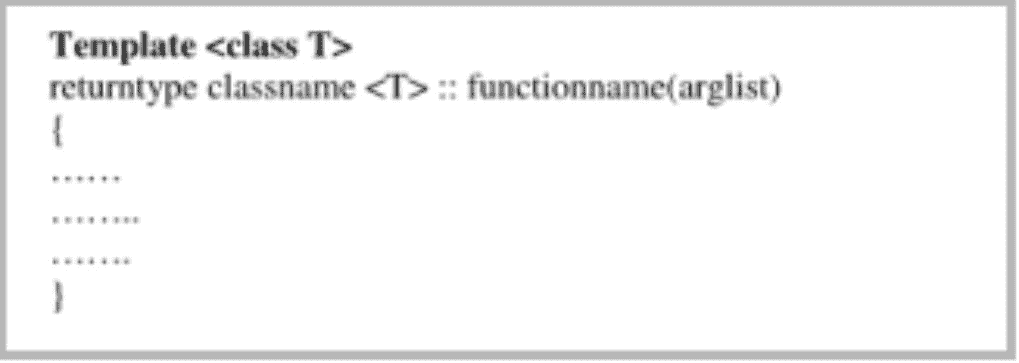 Template <class T>
returntype classname <T> :: functionname(arglist)
{
......
........
.......
}